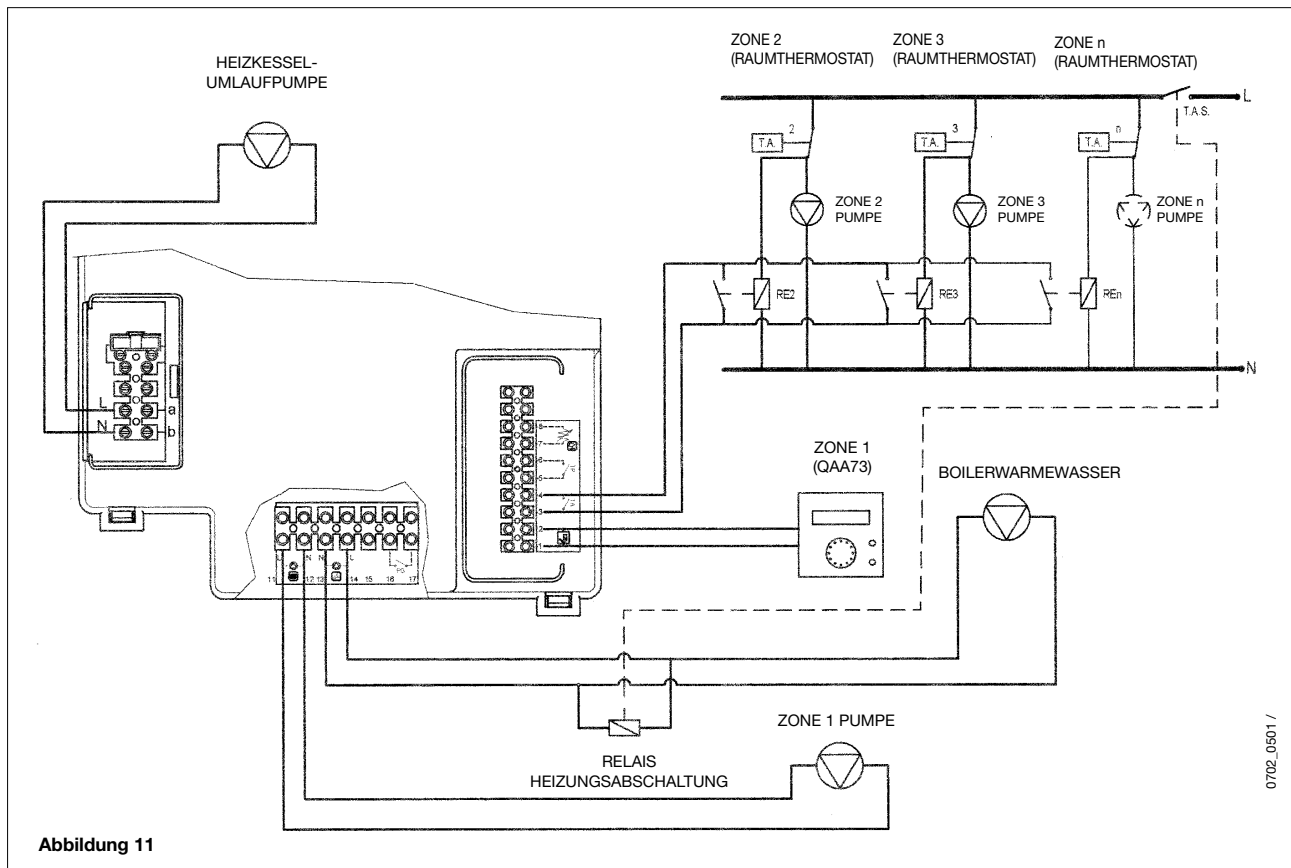 HEIZKESSEL-
UMLAUFPUMPE
ZONE 2
(RAUMTHERMOSTAT)
ZONE 3
(RAUMTHERMOSTAT)
ZONE n
(RAUMTHERMOSTAT)
L
T.A.S.
2
T.A.
3
T.A.
n
T.A.
ZONE 2
PUMPE
ZONE 3
PUMPE
ZONE n
PUMPE
RE2
RE3
REn
N
L
a
N
b
8
7
6
5
4
3
2
1
ZONE 1
(QAA73)
BOILERWARMEWASSER
L
N
N
L
11
12
13
14
15
16
17
ZONE 1 PUMPE
RELAIS
HEIZUNGSABSCHALTUNG
0702_0501 /
Abbildung 11